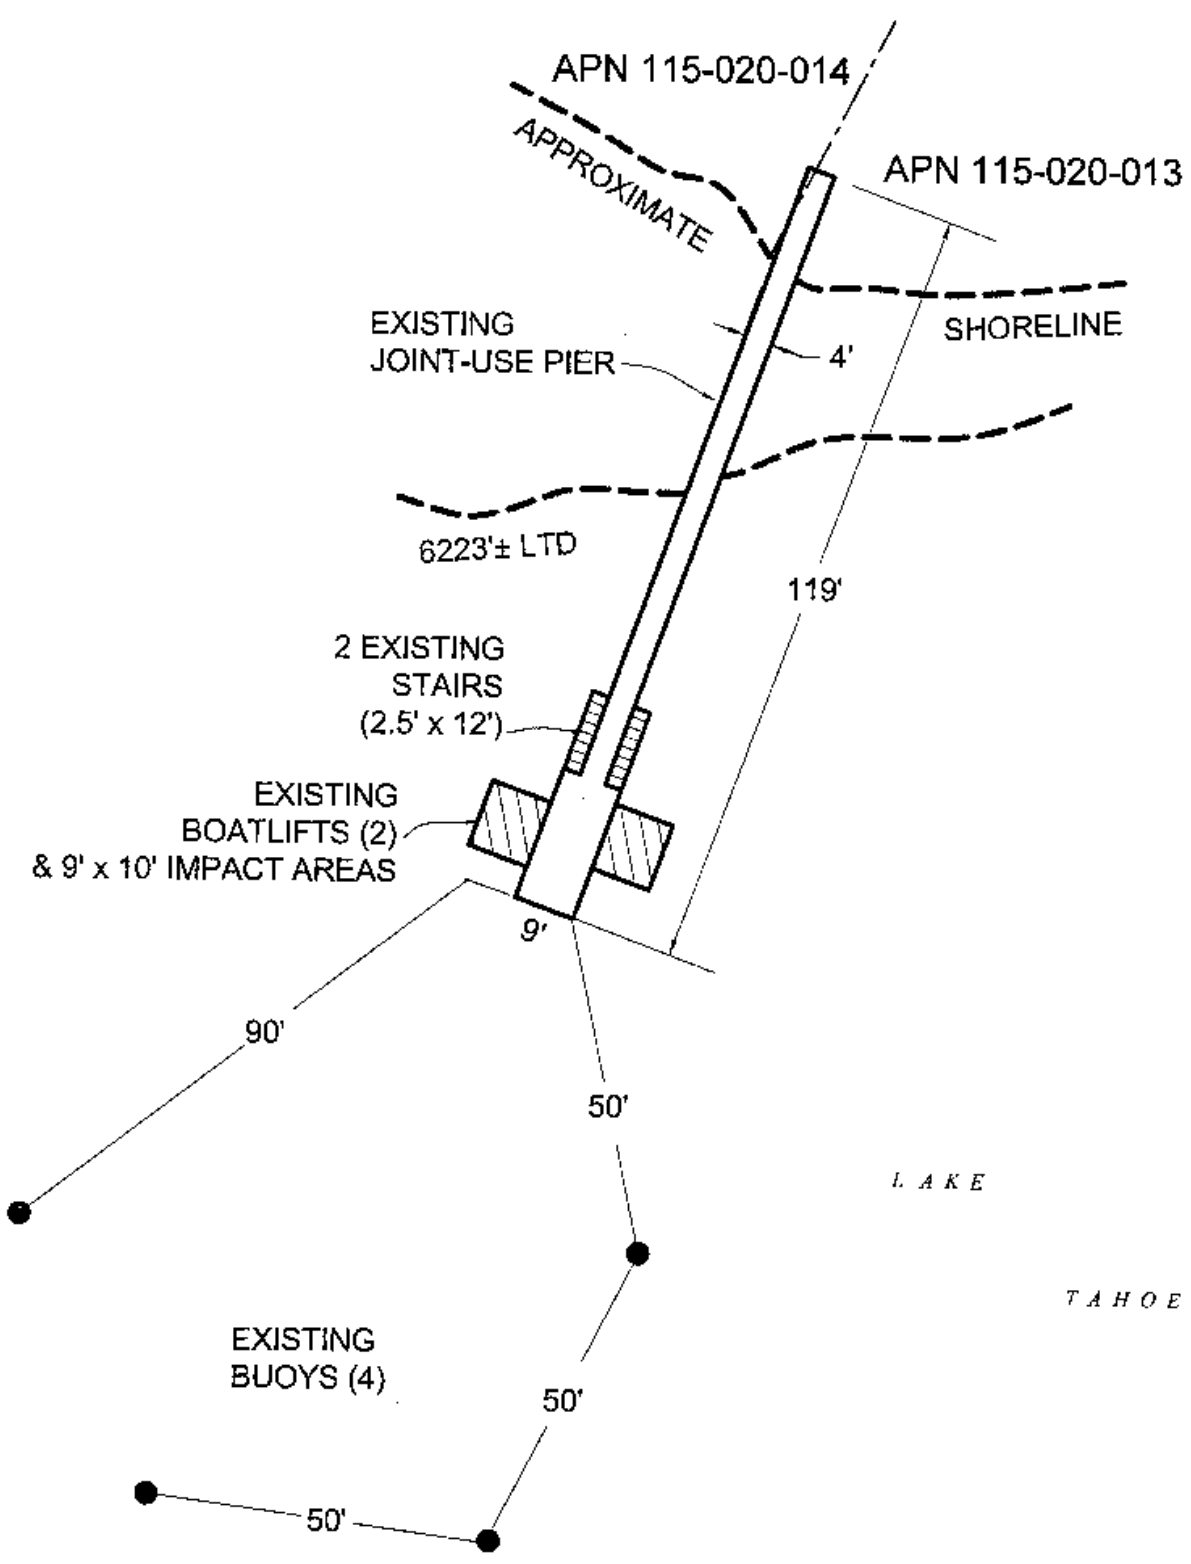 APN 115-020-014
APPROXIMATE
APN 115-020-013
SHORELINE
EXISTING
JOINT-USE PIER
4'
6223'± LTD
119'
2 EXISTING
STAIRS
(2.5' x 12')
EXISTING
BOATLIFTS (2)
& 9' x 10' IMPACT AREAS
9'
90'
50'
LAKE
TAHOE
EXISTING
BUOYS (4)
50'
50'